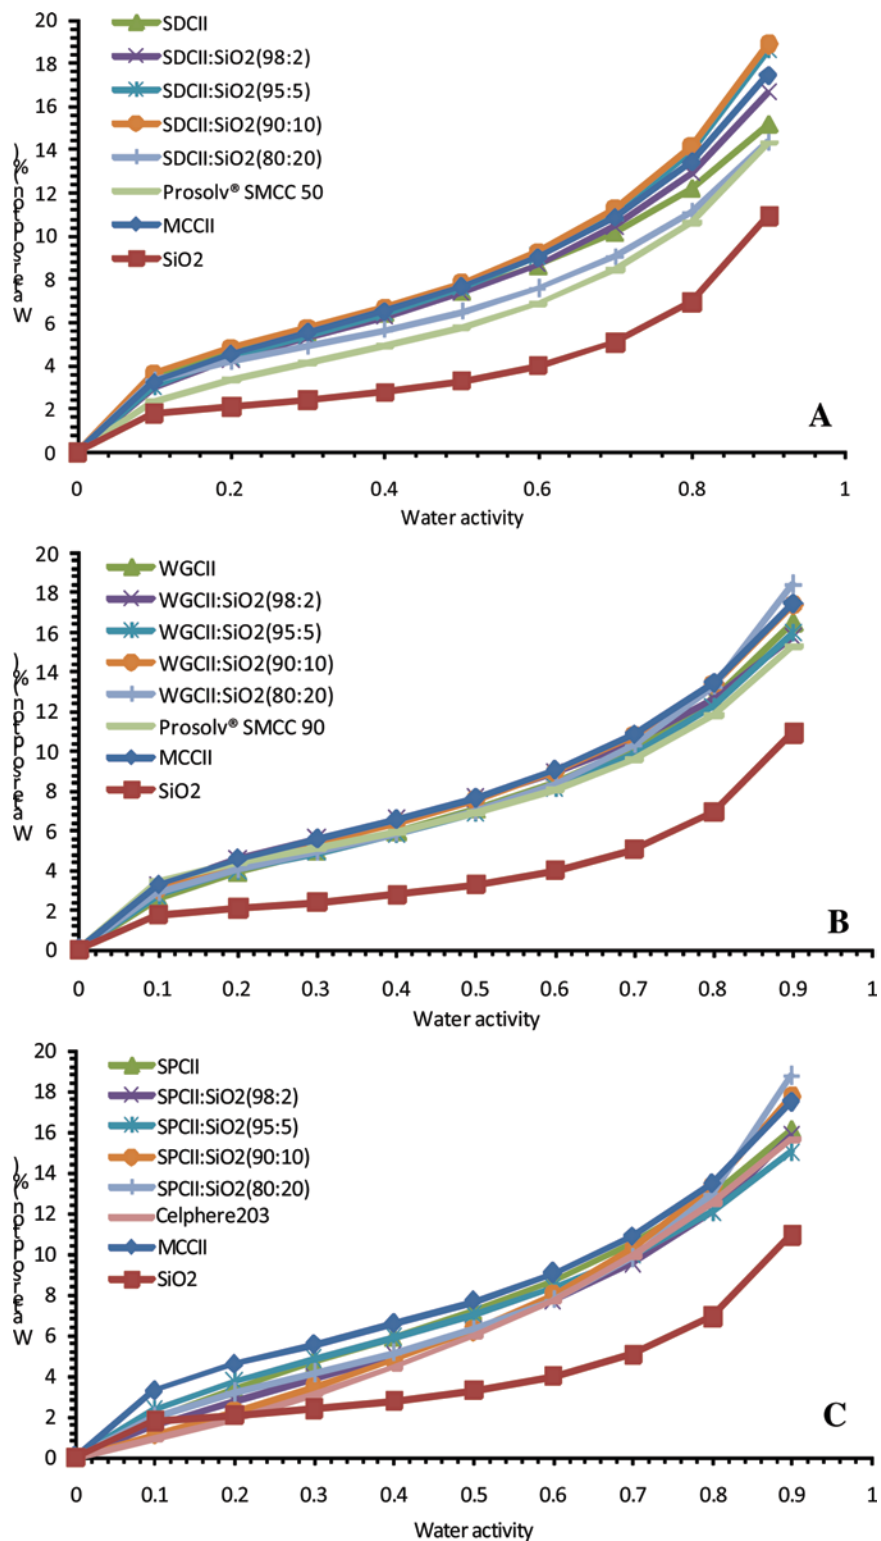 20
18
16
14
12
10
8
6
4
2
0
SDCII
SDCII:SiO2(98:2)
SDCII:SiO2(95:5)
SDCII:SiO2(90:10)
SDCII:SiO2(80:20)
Prosolv® SMCC 50
MCCII
SiO2
A
0 0.2 0.4 0.6 0.8 1
Water activity
20
18
16
14
12
10
8
6
4
2
0
WGCII
WGCII:SiO2(98:2)
WGCII:SiO2(95:5)
WGCII:SiO2(90:10)
WGCII:SiO2(80:20)
Prosolv® SMCC 90
MCCII
SiO2
B
0 0.1 0.2 0.3 0.4 0.5 0.6 0.7 0.8 0.9 1
Water activity
20
18
16
14
12
10
8
6
4
2
0
SPCII
SPCII:SiO2(98:2)
SPCII:SiO2(95:5)
SPCII:SiO2(90:10)
SPCII:SiO2(80:20)
Celphere203
MCCII
SiO2
C
0 0.1 0.2 0.3 0.4 0.5 0.6 0.7 0.8 0.9 1
Water activity